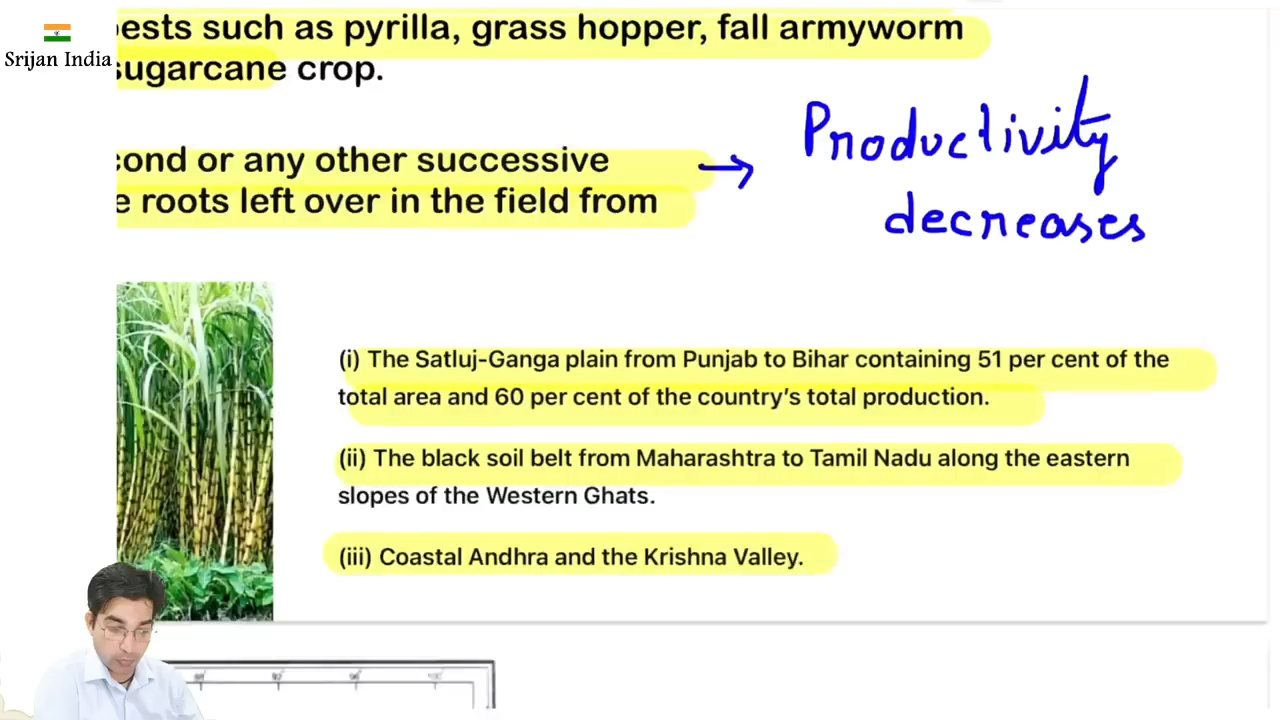 Srijan India
pests such as pyrilla, grass hopper, fall armyworm
sugarcane crop.
cond or any other successive
e roots left over in the field from
→ Productivity
decreases
(i) The Satluj-Ganga plain from Punjab to Bihar containing 51 per cent of the
total area and 60 per cent of the country's total production.
(ii) The black soil belt from Maharashtra to Tamil Nadu along the eastern
slopes of the Western Ghats.
(iii) Coastal Andhra and the Krishna Valley.